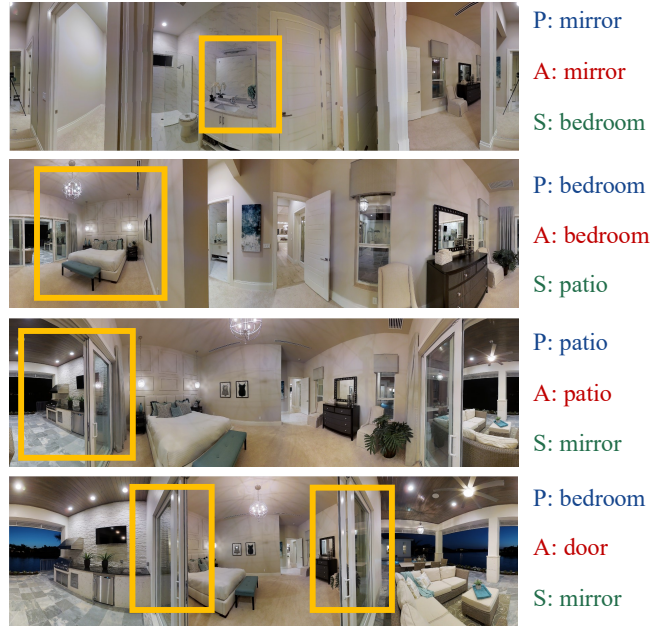 P: mirror
A: mirror
S: bedroom
P: bedroom
A: bedroom
S: patio
P: patio
A: patio
S: mirror
P: bedroom
A: door
S: mirror